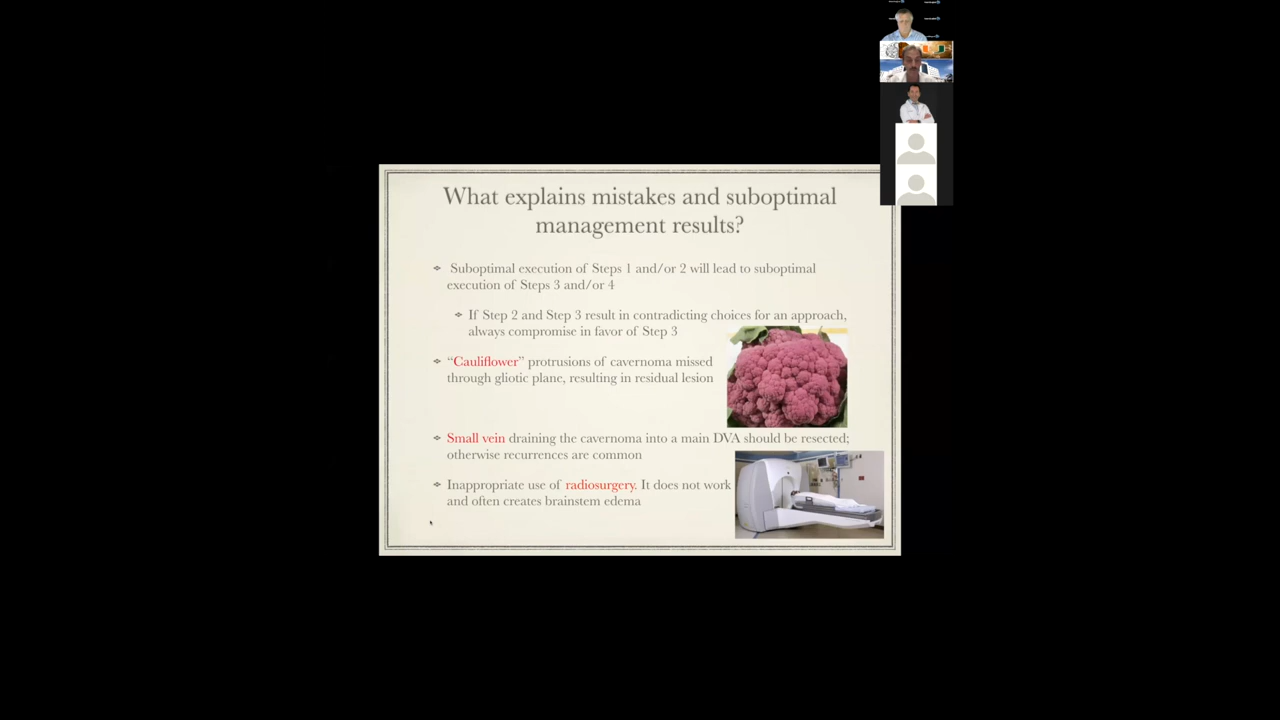 What explains mistakes and suboptimal
management results?
Suboptimal execution of Steps 1 and/or 2 will lead to suboptimal
execution of Steps 3 and/or 4
If Step 2 and Step 3 result in contradicting choices for an approach,
always compromise in favor of Step 3
“Cauliflower” protrusions of cavernoma missed
through gliotic plane, resulting in residual lesion
Small vein draining the cavernoma into a main DVA should be resected;
otherwise recurrences are common
Inappropriate use of radiosurgery. It does not work
and often creates brainstem edema